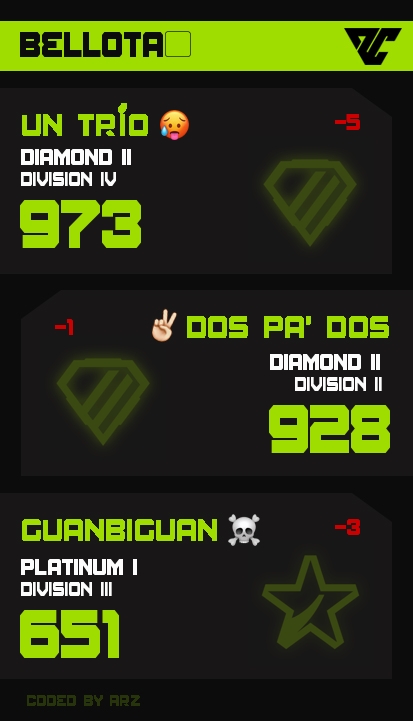 BELLOTA
UN TRÍO 🥵 -5
DIAMOND II
DIVISION IV
973
-1 ✌🏻 DOS PA' DOS
DIAMOND II
DIVISION II
928
GUANBIGUAN ☠️ -3
PLATINUM I
DIVISION III
651
CODED BY ARZ